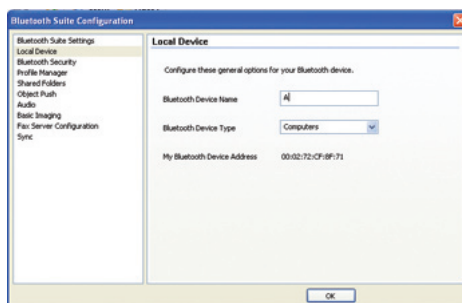 Bluetooth Suite Configuration
Bluetooth Suite Settings
Local Device
Bluetooth Security
Profile Manager
Shared Folders
Object Push
Audio
Basic Imaging
Fax Server Configuration
Sync
Local Device
Configure these general options for your Bluetooth device.
Bluetooth Device Name A
Bluetooth Device Type Computers
My Bluetooth Device Address 00:02:72:CF:8F:71
OK